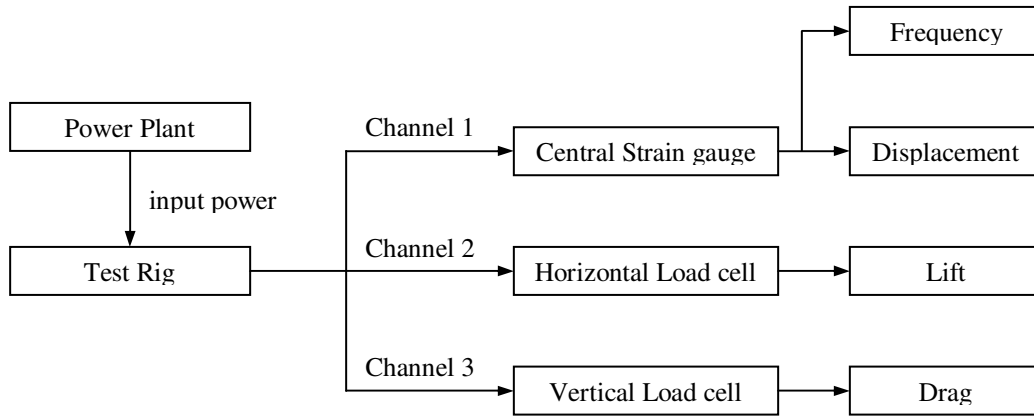 Frequency
Power Plant
Channel 1
Central Strain gauge
Displacement
input power
Test Rig
Channel 2
Horizontal Load cell
Lift
Channel 3
Vertical Load cell
Drag